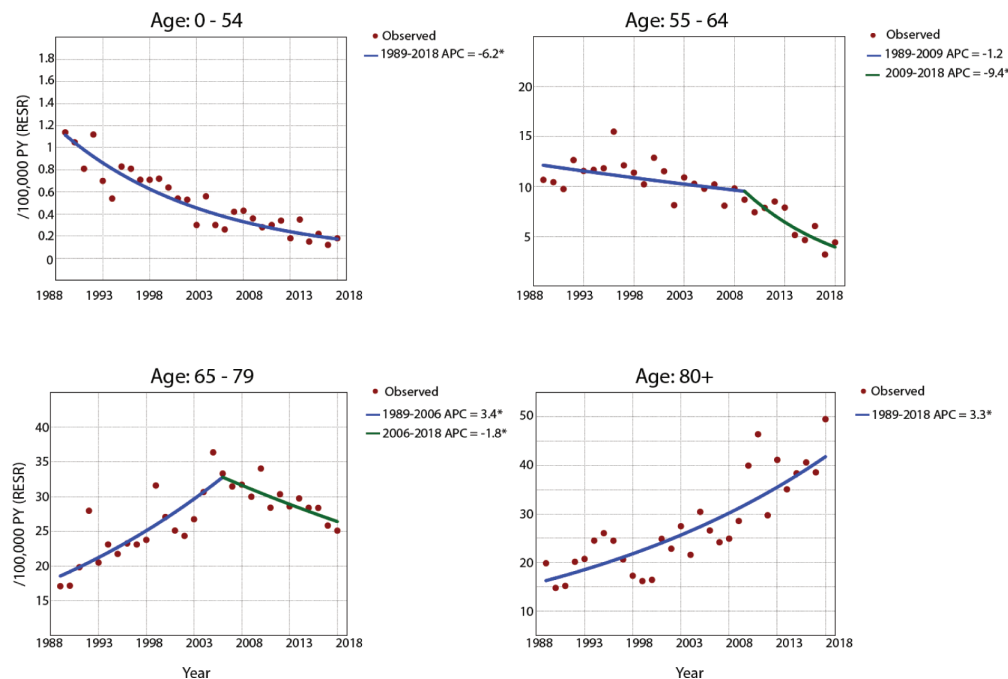 Age: 0 - 54
Observed
1989-2018 APC = -6.2*
/100,000 PY (RESR)
1.8
1.6
1.4
1.2
1
0.8
0.6
0.4
0.2
0
1988 1993 1998 2003 2008 2013 2018
Age: 55 - 64
Observed
1989-2009 APC = -1.2
2009-2018 APC = -9.4*
20
15
10
5
1988 1993 1998 2003 2008 2013 2018
Age: 65 - 79
Observed
1989-2006 APC = 3.4*
2006-2018 APC = -1.8*
/100,000 PY (RESR)
40
35
30
25
20
15
1988 1993 1998 2003 2008 2013 2018
Year
Age: 80+
Observed
1989-2018 APC = 3.3*
50
40
30
20
10
1988 1993 1998 2003 2008 2013 2018
Year